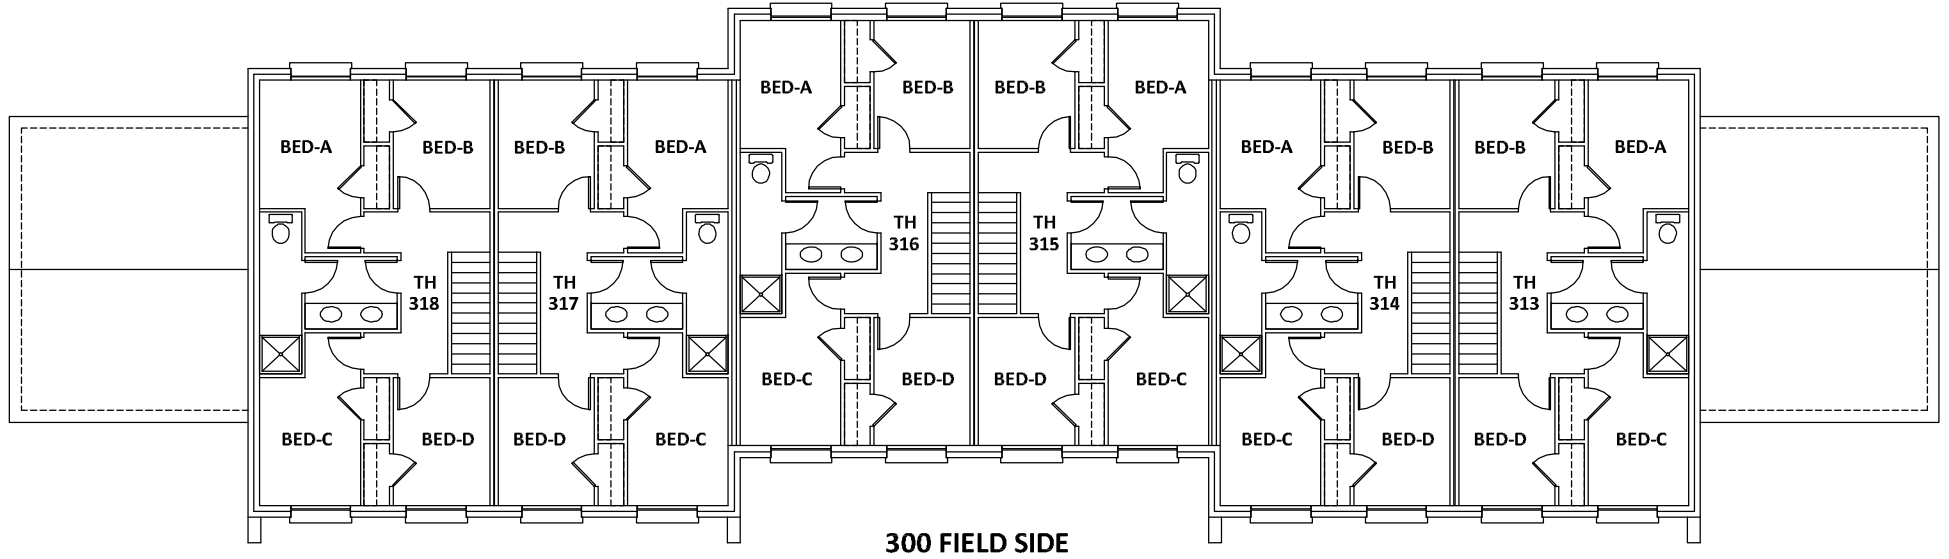 BED-A
BED-B
BED-B
BED-A
BED-A
BED-B
BED-B
BED-A
BED-A
BED-B
BED-B
BED-A
TH
318
TH
317
TH
316
TH
315
TH
314
TH
313
BED-C
BED-D
BED-D
BED-C
BED-C
BED-D
BED-D
BED-C
BED-C
BED-D
BED-D
BED-C
300 FIELD SIDE